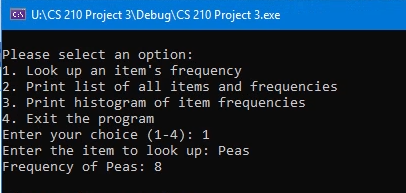 U:\CS 210 Project 3\Debug\CS 210 Project 3.exe
Please select an option:
1. Look up an item's frequency
2. Print list of all items and frequencies
3. Print histogram of item frequencies
4. Exit the program
Enter your choice (1-4): 1
Enter the item to look up: Peas
Frequency of Peas: 8